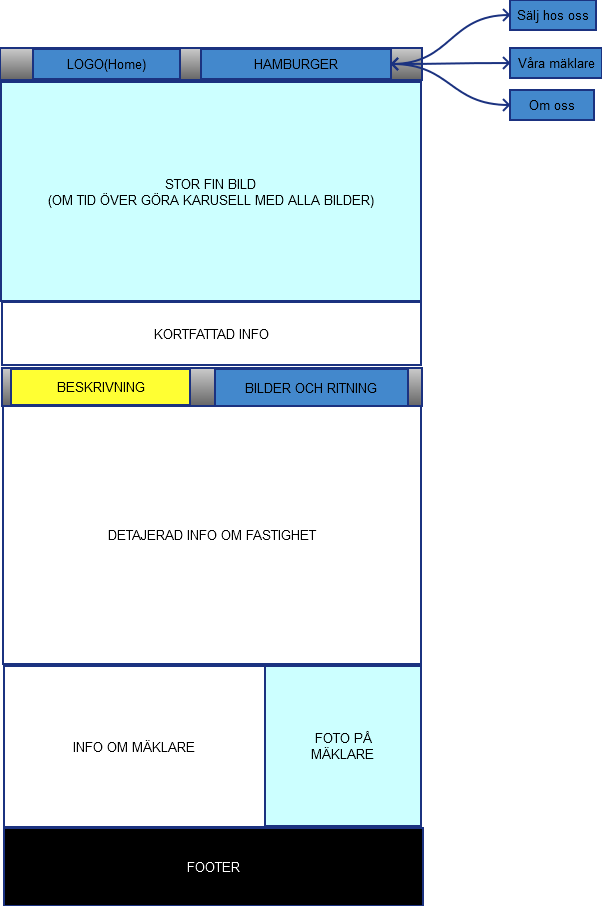 Sälj hos oss
LOGO(Home)
HAMBURGER
Våra mäklare
Om oss
STOR FIN BILD
(OM TID ÖVER GÖRA KARUSELL MED ALLA BILDER)
KORTFATTAD INFO
BESKRIVNING
BILDER OCH RITNING
DETAJERAD INFO OM FASTIGHET
INFO OM MÄKLARE
FOTO PÅ
MÄKLARE
FOOTER